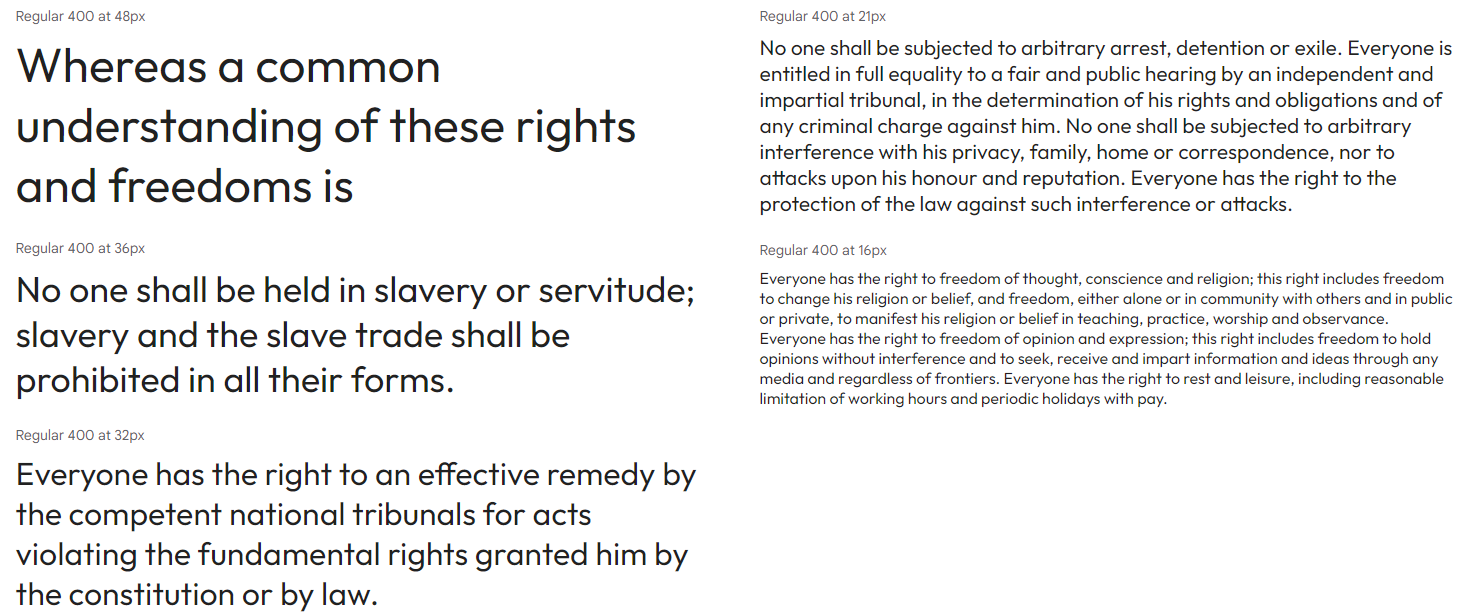 Regular 400 at 48px
Whereas a common
understanding of these rights
and freedoms is
Regular 400 at 36px
No one shall be held in slavery or servitude;
slavery and the slave trade shall be
prohibited in all their forms.
Regular 400 at 32px
Everyone has the right to an effective remedy by
the competent national tribunals for acts
violating the fundamental rights granted him by
the constitution or by law.
Regular 400 at 21px
No one shall be subjected to arbitrary arrest, detention or exile. Everyone is
entitled in full equality to a fair and public hearing by an independent and
impartial tribunal, in the determination of his rights and obligations and of
any criminal charge against him. No one shall be subjected to arbitrary
interference with his privacy, family, home or correspondence, nor to
attacks upon his honour and reputation. Everyone has the right to the
protection of the law against such interference or attacks.
Regular 400 at 16px
Everyone has the right to freedom of thought, conscience and religion; this right includes freedom
to change his religion or belief, and freedom, either alone or in community with others and in public
or private, to manifest his religion or belief in teaching, practice, worship and observance.
Everyone has the right to freedom of opinion and expression; this right includes freedom to hold
opinions without interference and to seek, receive and impart information and ideas through any
media and regardless of frontiers. Everyone has the right to rest and leisure, including reasonable
limitation of working hours and periodic holidays with pay.